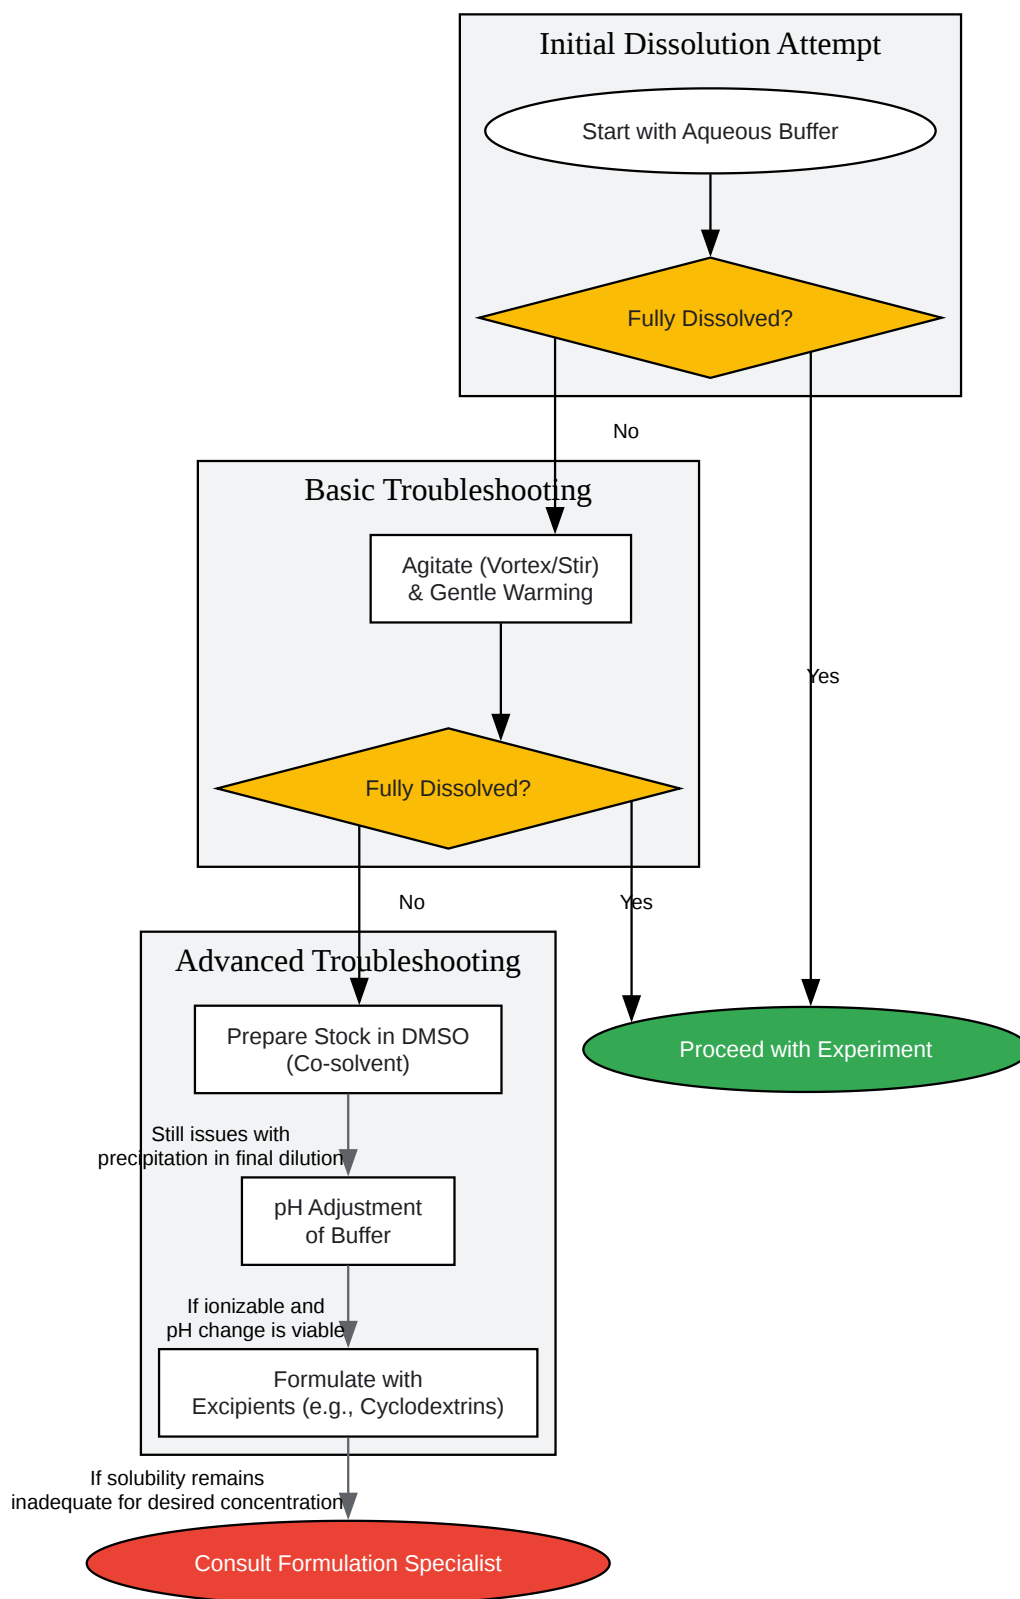 Initial Dissolution Attempt
Start with Aqueous Buffer
Fully Dissolved?
No
Basic Troubleshooting
Agitate (Vortex/Stir)
& Gentle Warming
Yes
Fully Dissolved?
No
Yes
Advanced Troubleshooting
Prepare Stock in DMSO
(Co-solvent)
Proceed with Experiment
Still issues with
precipitation in final dilution
pH Adjustment
of Buffer
If ionizable and
pH change is viable
Formulate with
Excipients (e.g., Cyclodextrins)
If solubility remains
inadequate for desired concentration
Consult Formulation Specialist